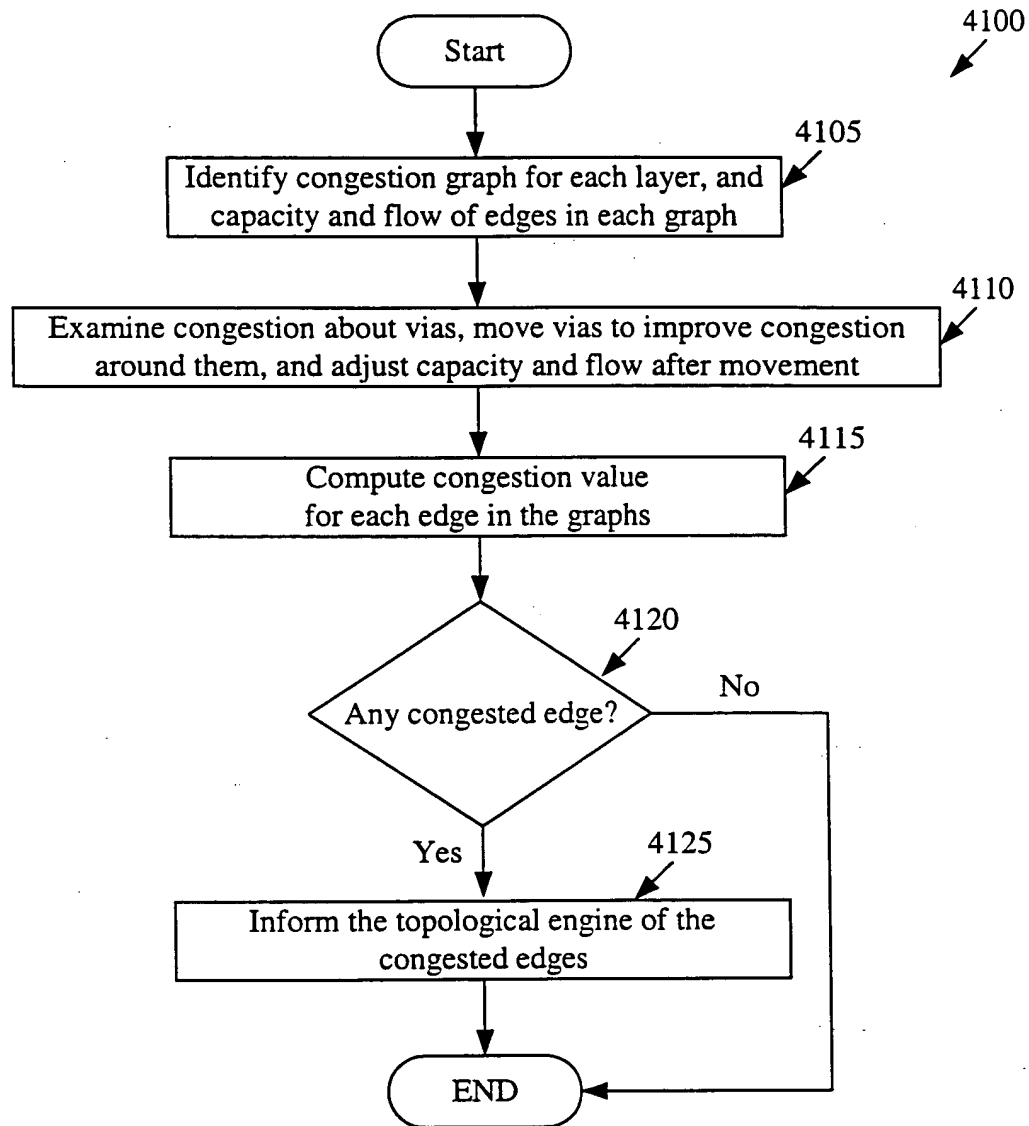 4100
Start
4105
Identify congestion graph for each layer, and
capacity and flow of edges in each graph
4110
Examine congestion about vias, move vias to improve congestion
around them, and adjust capacity and flow after movement
4115
Compute congestion value
for each edge in the graphs
4120
Any congested edge?
No
Yes
4125
Inform the topological engine of the
congested edges
END